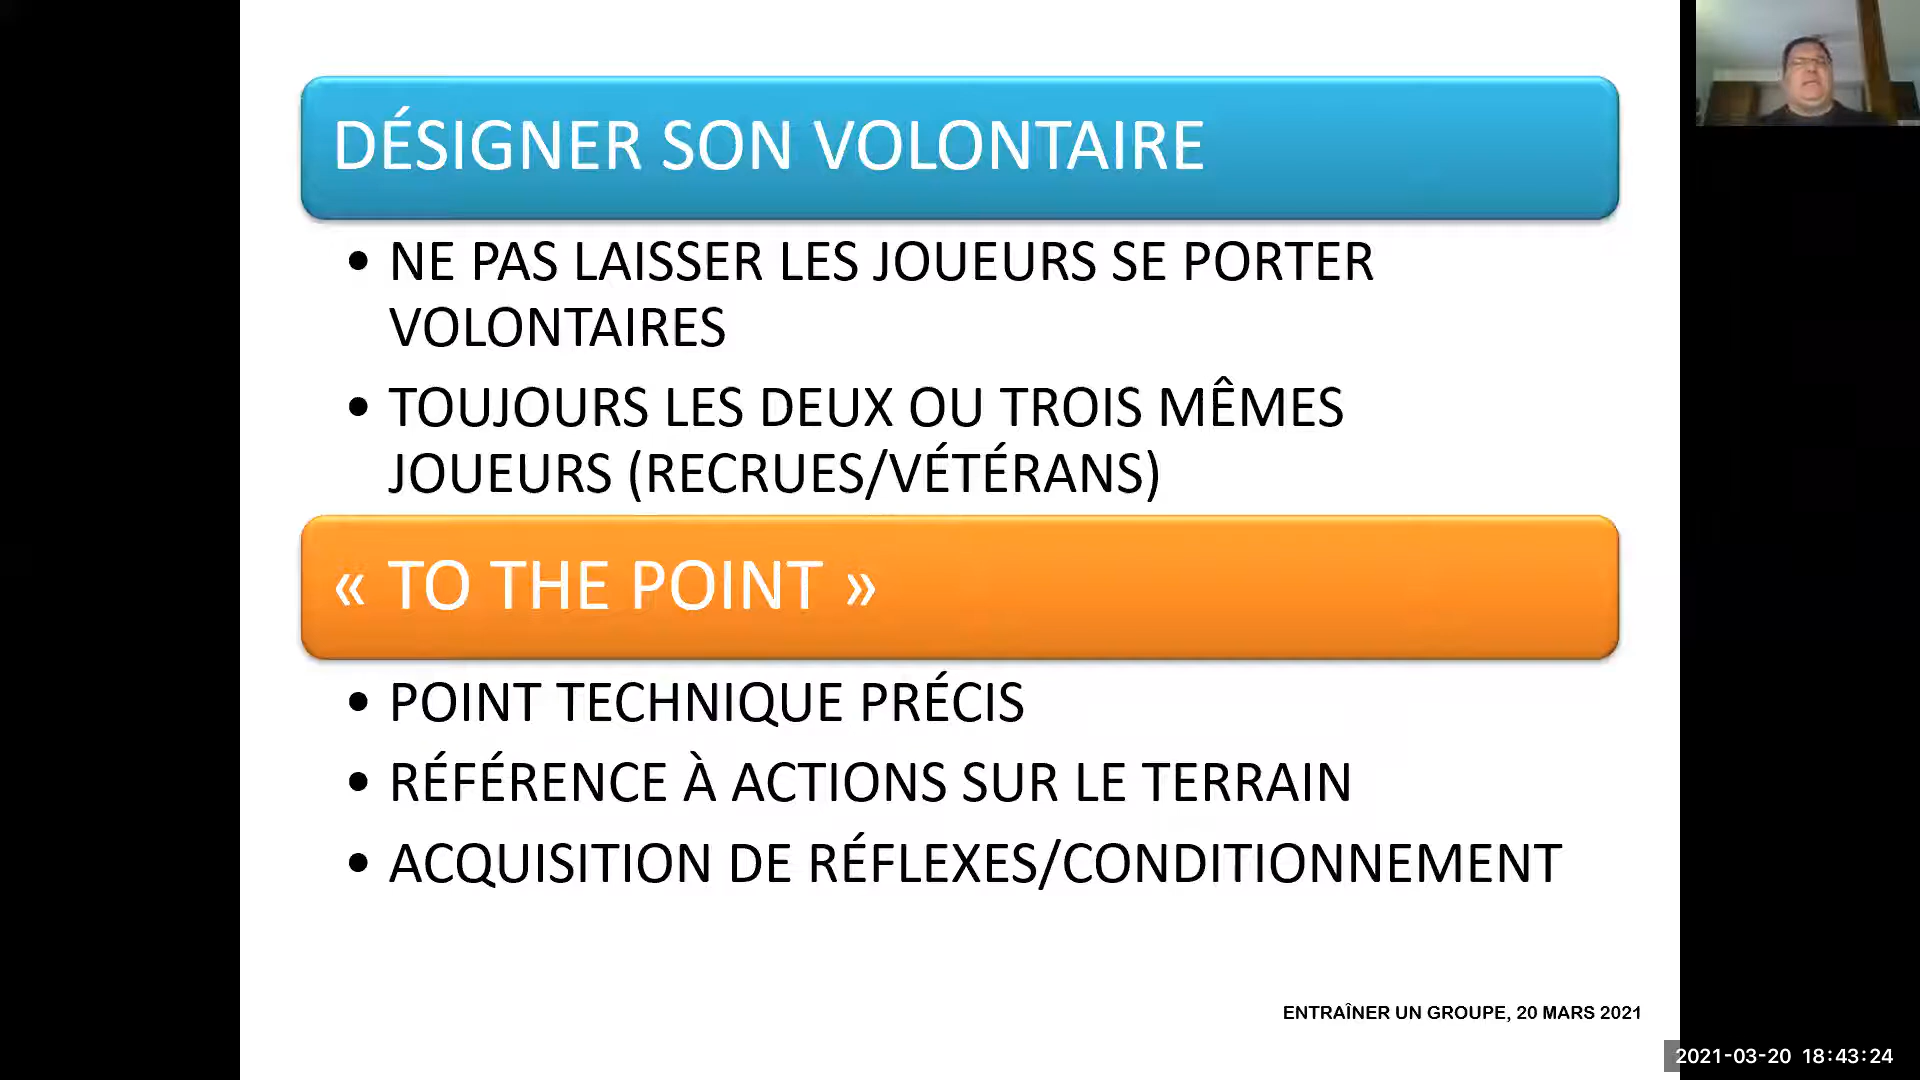 DÉSIGNER SON VOLONTAIRE
• NE PAS LAISSER LES JOUEURS SE PORTER
VOLONTAIRES
• TOUJOURS LES DEUX OU TROIS MÊMES
JOUEURS (RECRUES/VÉTÉRANS)
« TO THE POINT »
• POINT TECHNIQUE PRÉCIS
• RÉFÉRENCE À ACTIONS SUR LE TERRAIN
• ACQUISITION DE RÉFLEXES/CONDITIONNEMENT
ENTRAÎNER UN GROUPE, 20 MARS 2021
2021-03-20 18:43:24